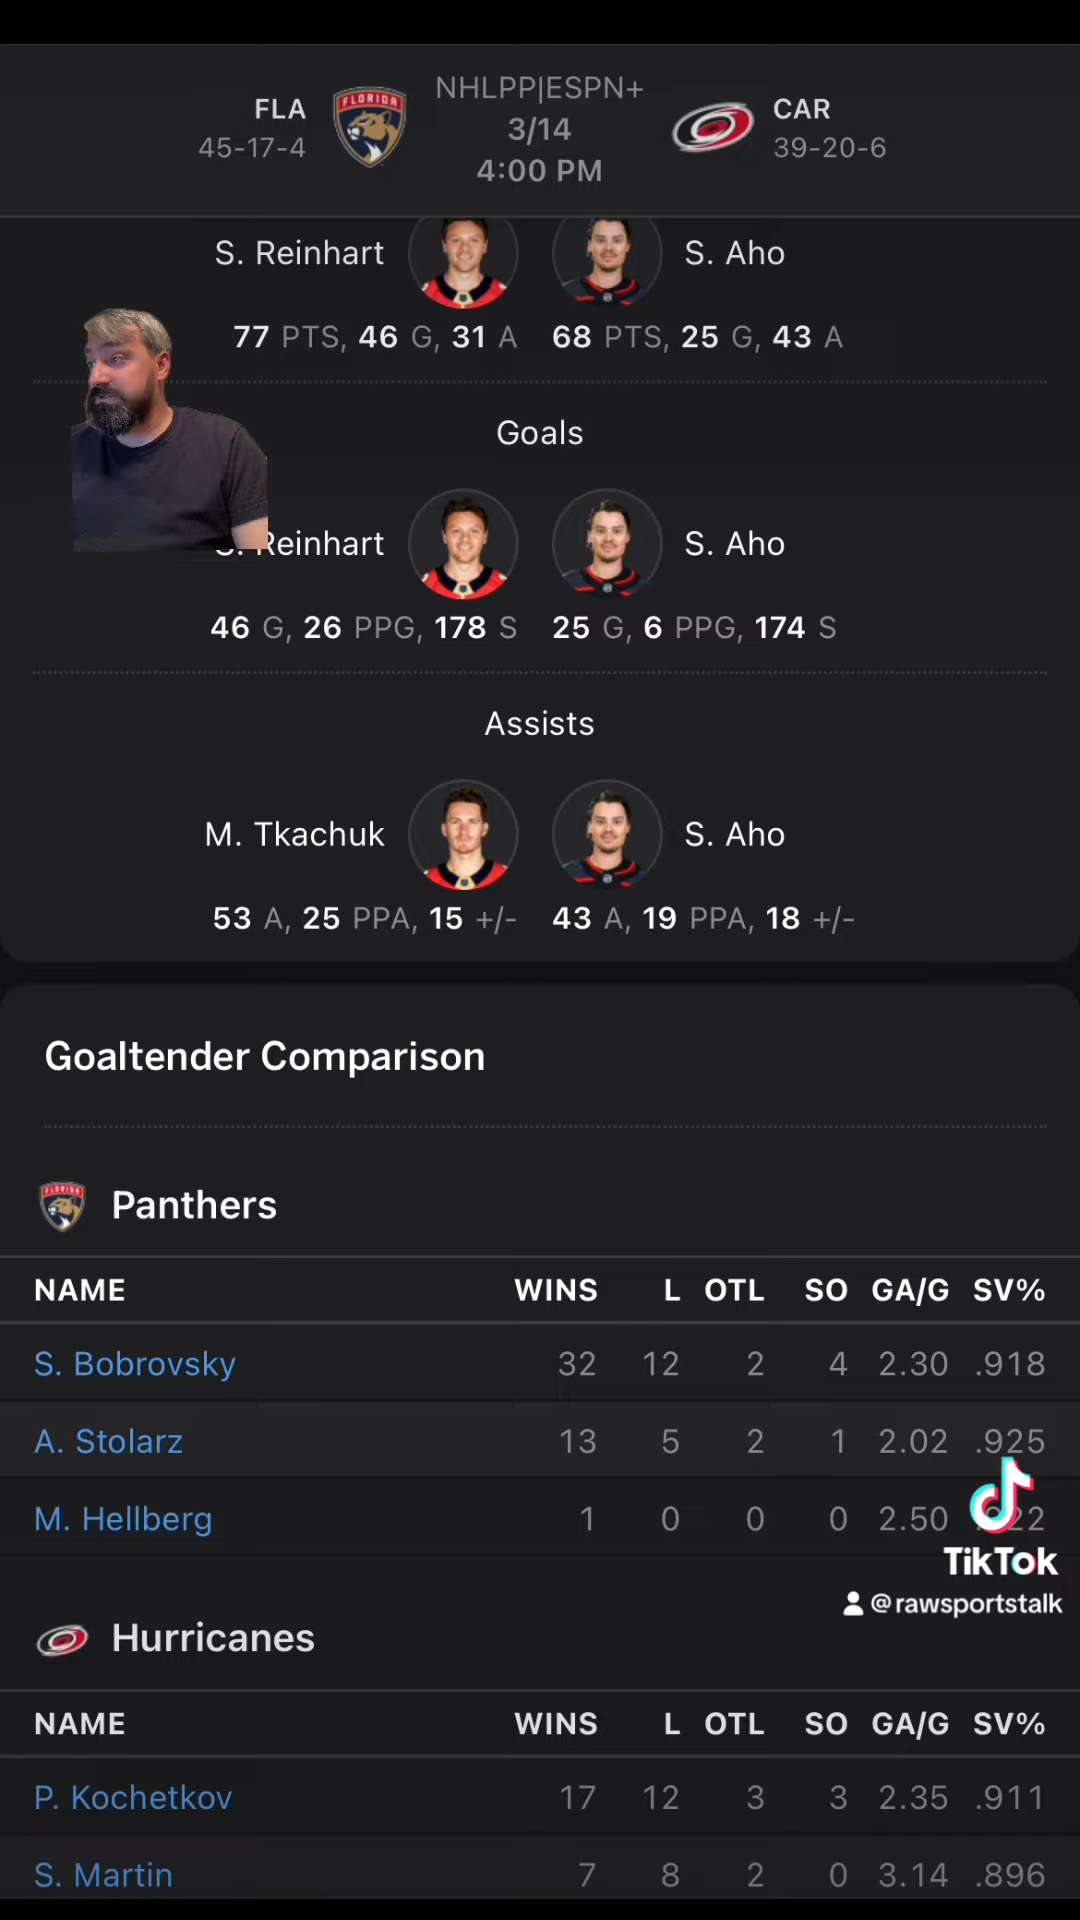 NHLPP|ESPN+
FLA
45-17-4
FLORIDA
3/14
4:00 PM
CAR
39-20-6
S. Reinhart
S. Aho
77 PTS, 46 G, 31 A
68 PTS, 25 G, 43 A
Goals
S. Reinhart
S. Aho
46 G, 26 PPG, 178 S
25 G, 6 PPG, 174 S
Assists
M. Tkachuk
S. Aho
53 A, 25 PPA, 15 +/-
43 A, 19 PPA, 18 +/-
Goaltender Comparison
FLORIDA
Panthers
NAME WINS L OTL SO GA/G SV%
S. Bobrovsky 32 12 2 4 2.30 .918
A. Stolarz 13 5 2 1 2.02 .925
M. Hellberg 1 0 0 0 2.50 .922
TikTok
@rawsportstalk
Hurricanes
NAME WINS L OTL SO GA/G SV%
P. Kochetkov 17 12 3 3 2.35 .911
S. Martin 7 8 2 0 3.14 .896